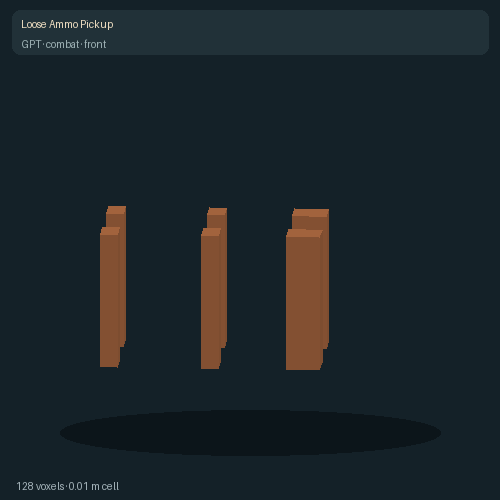 Loose Ammo Pickup
GPT · combat · front
128 voxels · 0.01 m cell